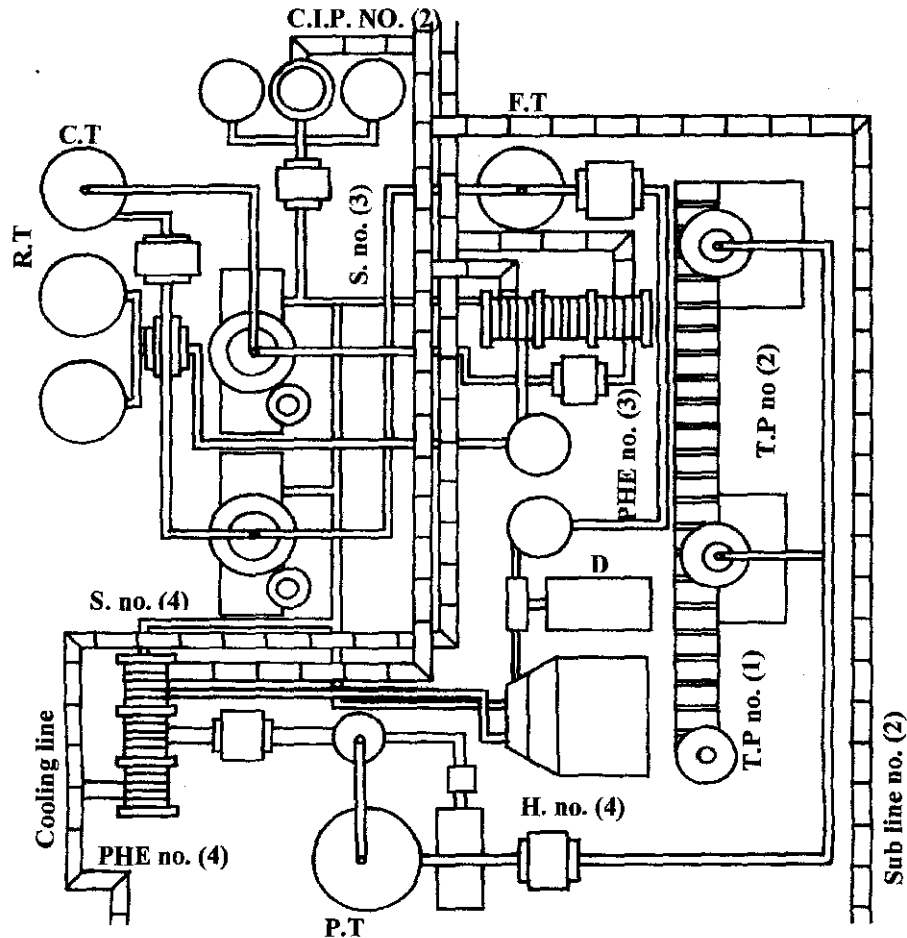 C.I.P. NO. (2)
F.T
C.T
S. no. (3)
R.T
PHE no. (3)
T.P no (2)
D
S. no. (4)
T.P no. (1)
Cooling line
H. no. (4)
Sub line no. (2)
PHE no. (4)
P.T